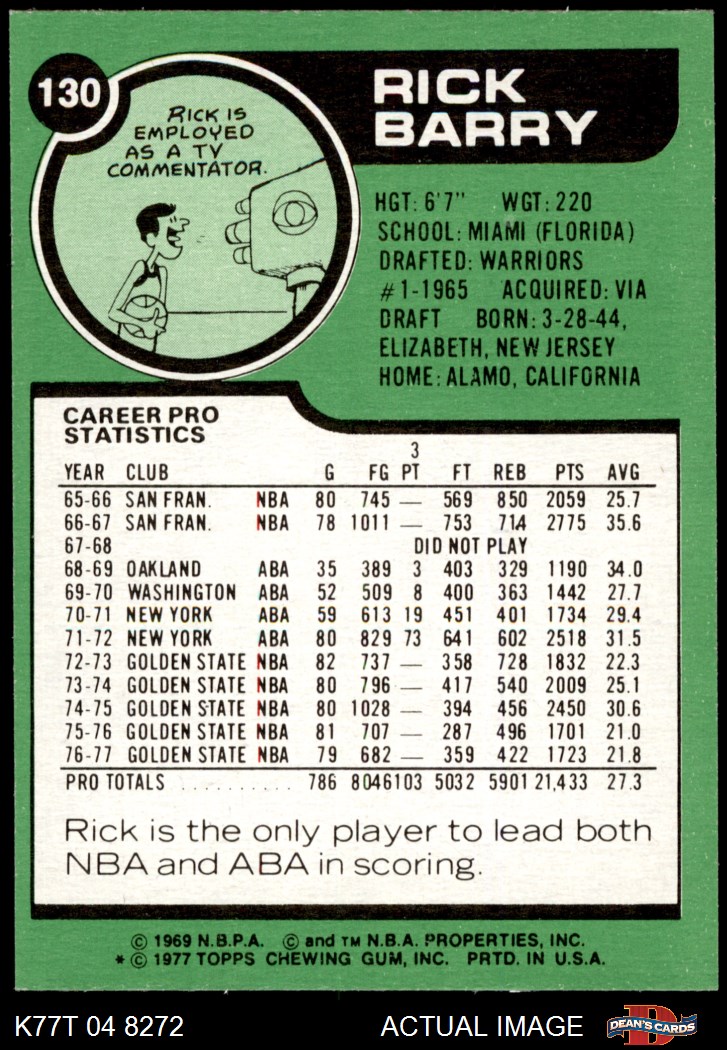 130
RICK
BARRY
RICK IS
EMPLOYED
AS A TV
COMMENTATOR.
HGT: 6'7" WGT: 220
SCHOOL: MIAMI (FLORIDA)
DRAFTED: WARRIORS
#1-1965 ACQUIRED: VIA
DRAFT BORN: 3-28-44,
ELIZABETH, NEW JERSEY
HOME: ALAMO, CALIFORNIA
CAREER PRO
STATISTICS
3
YEAR CLUB G FG PT FT REB PTS AVG
65-66 SAN FRAN. NBA 80 745 — 569 850 2059 25.7
66-67 SAN FRAN. NBA 78 1011 — 753 714 2775 35.6
67-68 DID NOT PLAY
68-69 OAKLAND ABA 35 389 3 403 329 1190 34.0
69-70 WASHINGTON ABA 52 509 8 400 363 1442 27.7
70-71 NEW YORK ABA 59 613 19 451 401 1734 29.4
71-72 NEW YORK ABA 80 829 73 641 602 2518 31.5
72-73 GOLDEN STATE NBA 82 737 — 358 728 1832 22.3
73-74 GOLDEN STATE NBA 80 796 — 417 540 2009 25.1
74-75 GOLDEN STATE NBA 80 1028 — 394 456 2450 30.6
75-76 GOLDEN STATE NBA 81 707 — 287 496 1701 21.0
76-77 GOLDEN STATE NBA 79 682 — 359 422 1723 21.8
PRO TOTALS .......... 786 8046 103 5032 5901 21,433 27.3
Rick is the only player to lead both
NBA and ABA in scoring.
© 1969 N.B.P.A. © and TM N.B.A. PROPERTIES, INC.
* © 1977 TOPPS CHEWING GUM, INC. PRTD. IN U.S.A.
K77T 04 8272 ACTUAL IMAGE D DEAN'S CARDS